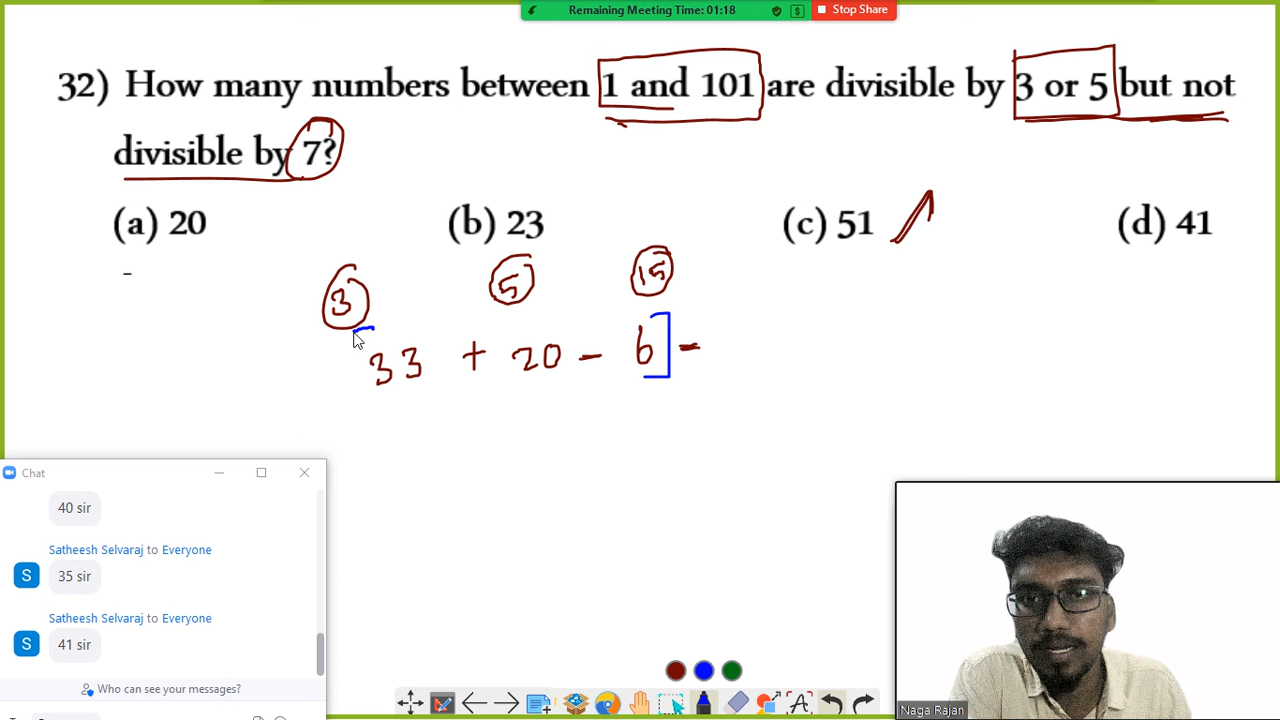 Remaining Meeting Time: 01:18 $ Stop Share
32) How many numbers between 1 and 101 are divisible by 3 or 5 but not
divisible by 7?
(a) 20 (b) 23 (c) 51 (d) 41
3 5 15
33 + 20 - 6] -
Chat
40 sir
Satheesh Selvaraj to Everyone
S 35 sir
Satheesh Selvaraj to Everyone
S 41 sir
Who can see your messages?
Naga Rajan